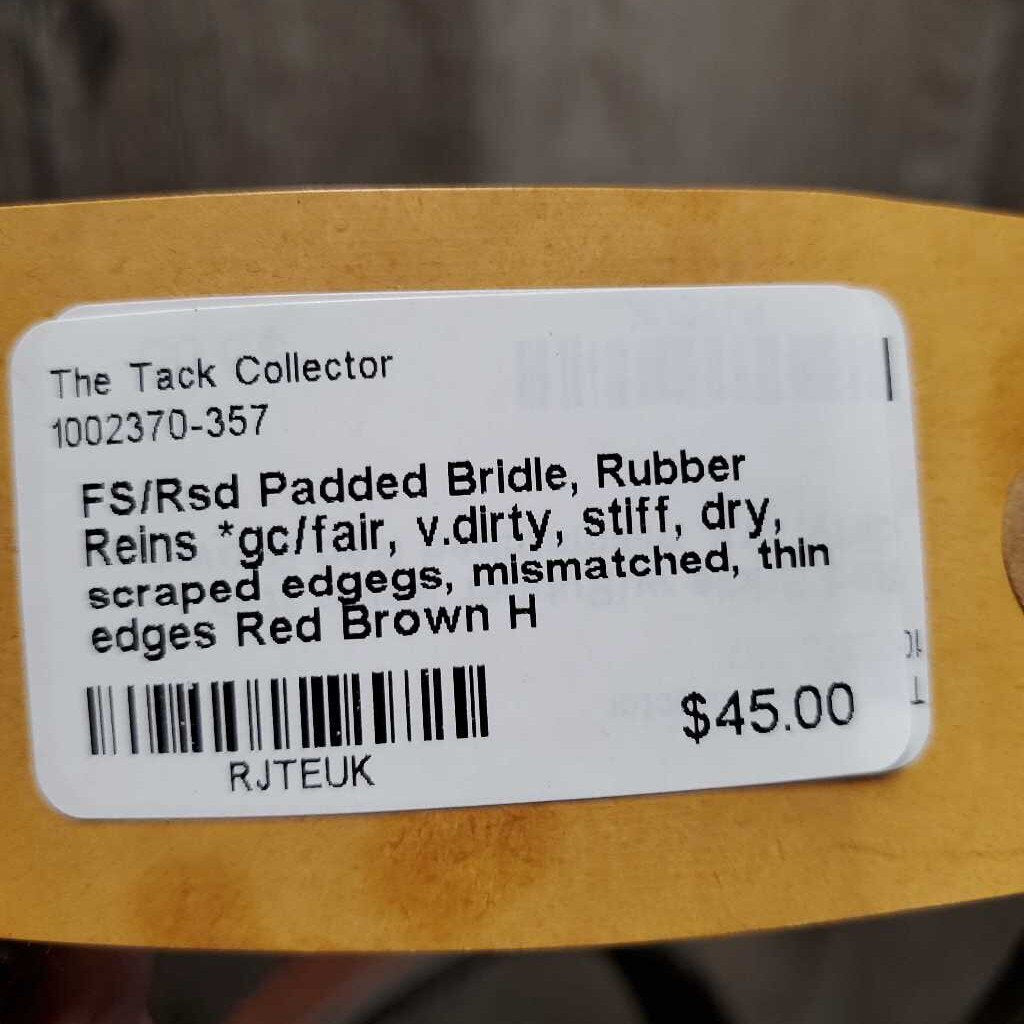 The Tack Collector
1002370-357
FS/Rsd Padded Bridle, Rubber
Reins *gc/fair, v.dirty, stiff, dry,
scraped edgegs, mismatched, thin
edges Red Brown H
$45.00
RJTEUK